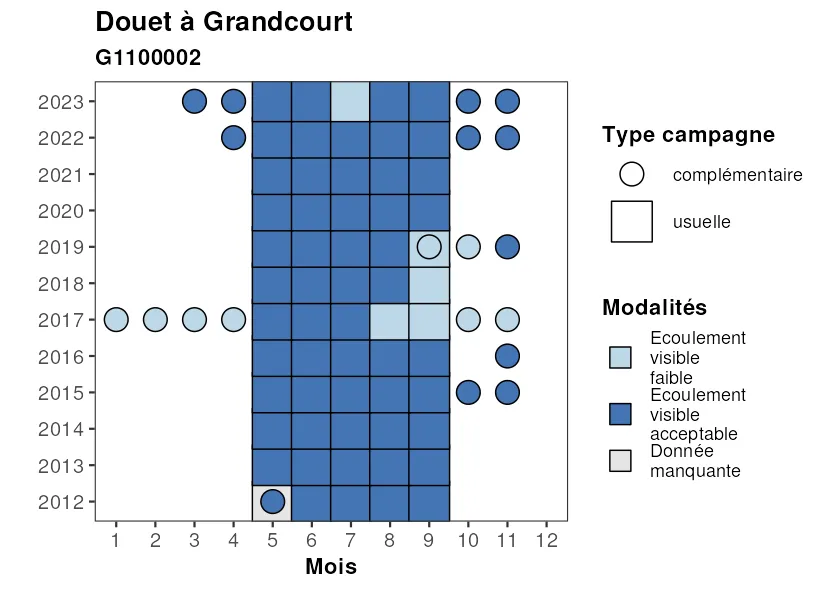 Douet à Grandcourt
G1100002
2023
2022
2021
2020
2019
2018
2017
2016
2015
2014
2013
2012
1 2 3 4 5 6 7 8 9 10 11 12
Mois
Type campagne
complémentaire
usuelle
Modalités
Ecoulement
visible
faible
Ecoulement
visible
acceptable
Donnée
manquante